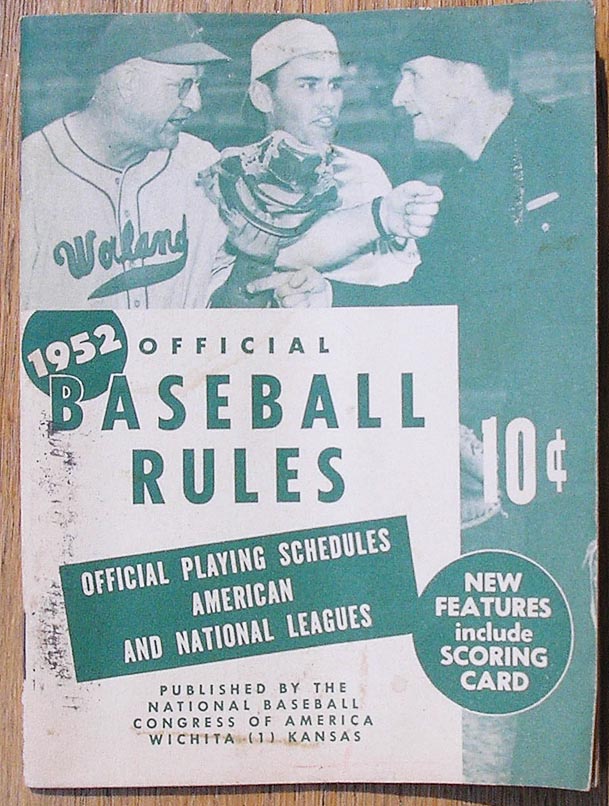 Worland
1952
OFFICIAL
BASEBALL
RULES
10¢
OFFICIAL PLAYING SCHEDULES
AMERICAN
AND NATIONAL LEAGUES
NEW
FEATURES
include
SCORING
CARD
PUBLISHED BY THE
NATIONAL BASEBALL
CONGRESS OF AMERICA
WICHITA (1) KANSAS